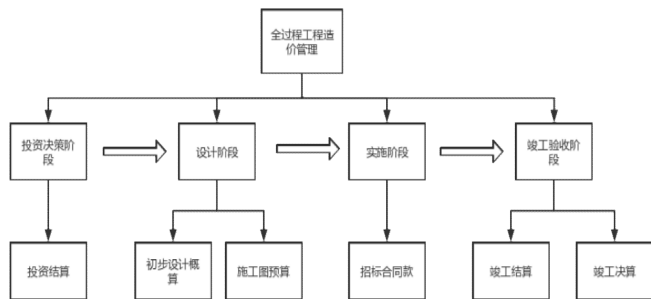 全过程工程造
价管理
投资决策阶
段
设计阶段
实施阶段
竣工验收阶
段
投资结算
初步设计概
算
施工图预算
招标合同款
竣工结算
竣工决算